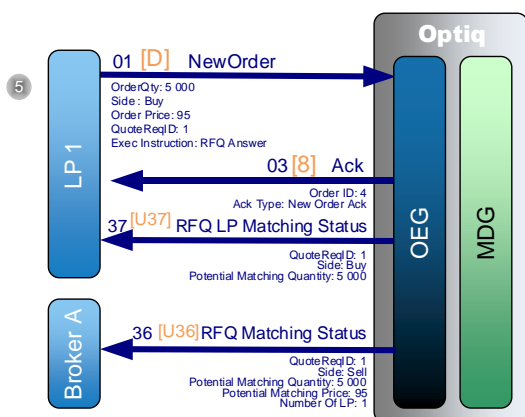 Optiq
01 [D] NewOrder
5
OrderQty: 5 000
Side : Buy
Order Price: 95
QuoteReqID: 1
Exec Instruction: RFQ Answer
LP 1
03 [8] Ack
Order ID: 4
Ack Type: New Order Ack
37 [U37] RFQ LP Matching Status
QuoteReqID: 1
Side: Buy
Potential Matching Quantity: 5 000
OEG
MDG
Broker A
36 [U36] RFQ Matching Status
QuoteReqID: 1
Side: Sell
Potential Matching Quantity: 5 000
Potential Matching Price: 95
Number Of LP: 1